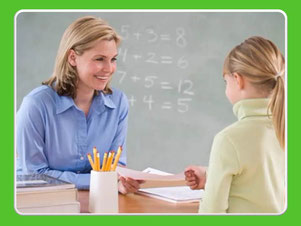 5 + 3 = 8
4 + 2 = 6
7 + 5 = 12
+ 4 = 5